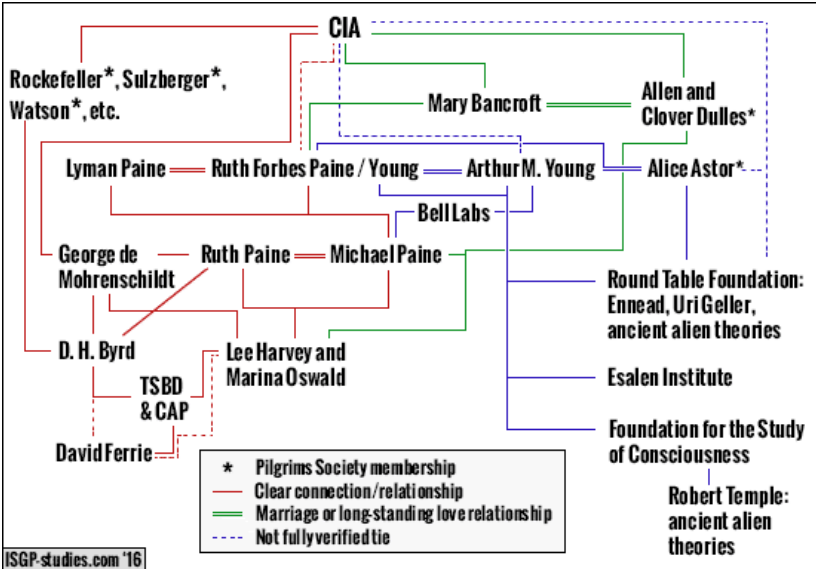 CIA
Rockefeller*, Sulzberger*,
Watson*, etc.
Mary Bancroft
Allen and
Clover Dulles*
Lyman Paine
Ruth Forbes Paine / Young
Arthur M. Young
Alice Astor*
Bell Labs
George de
Mohrenschildt
Ruth Paine
Michael Paine
Round Table Foundation:
Ennead, Uri Geller,
ancient alien theories
D. H. Byrd
Lee Harvey and
Marina Oswald
TSBD
& CAP
Esalen Institute
David Ferrie
Foundation for the Study
of Consciousness
Robert Temple:
ancient alien
theories
* Pilgrims Society membership
Clear connection/relationship
Marriage or long-standing love relationship
Not fully verified tie
ISGP-studies.com '16